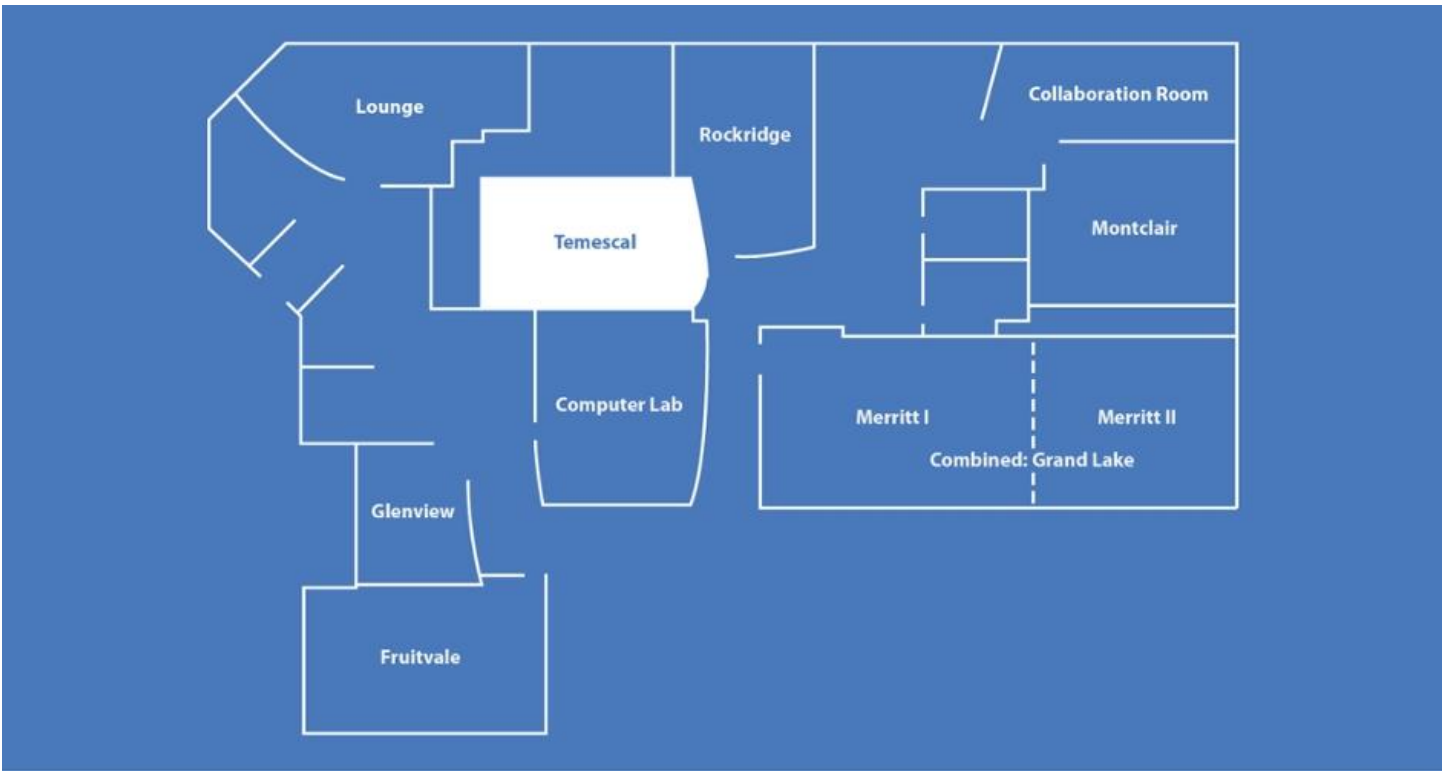 Collaboration Room
Lounge
Rockridge
Montclair
Temescal
Computer Lab
Merritt I
Merritt II
Combined: Grand Lake
Glenview
Fruitvale